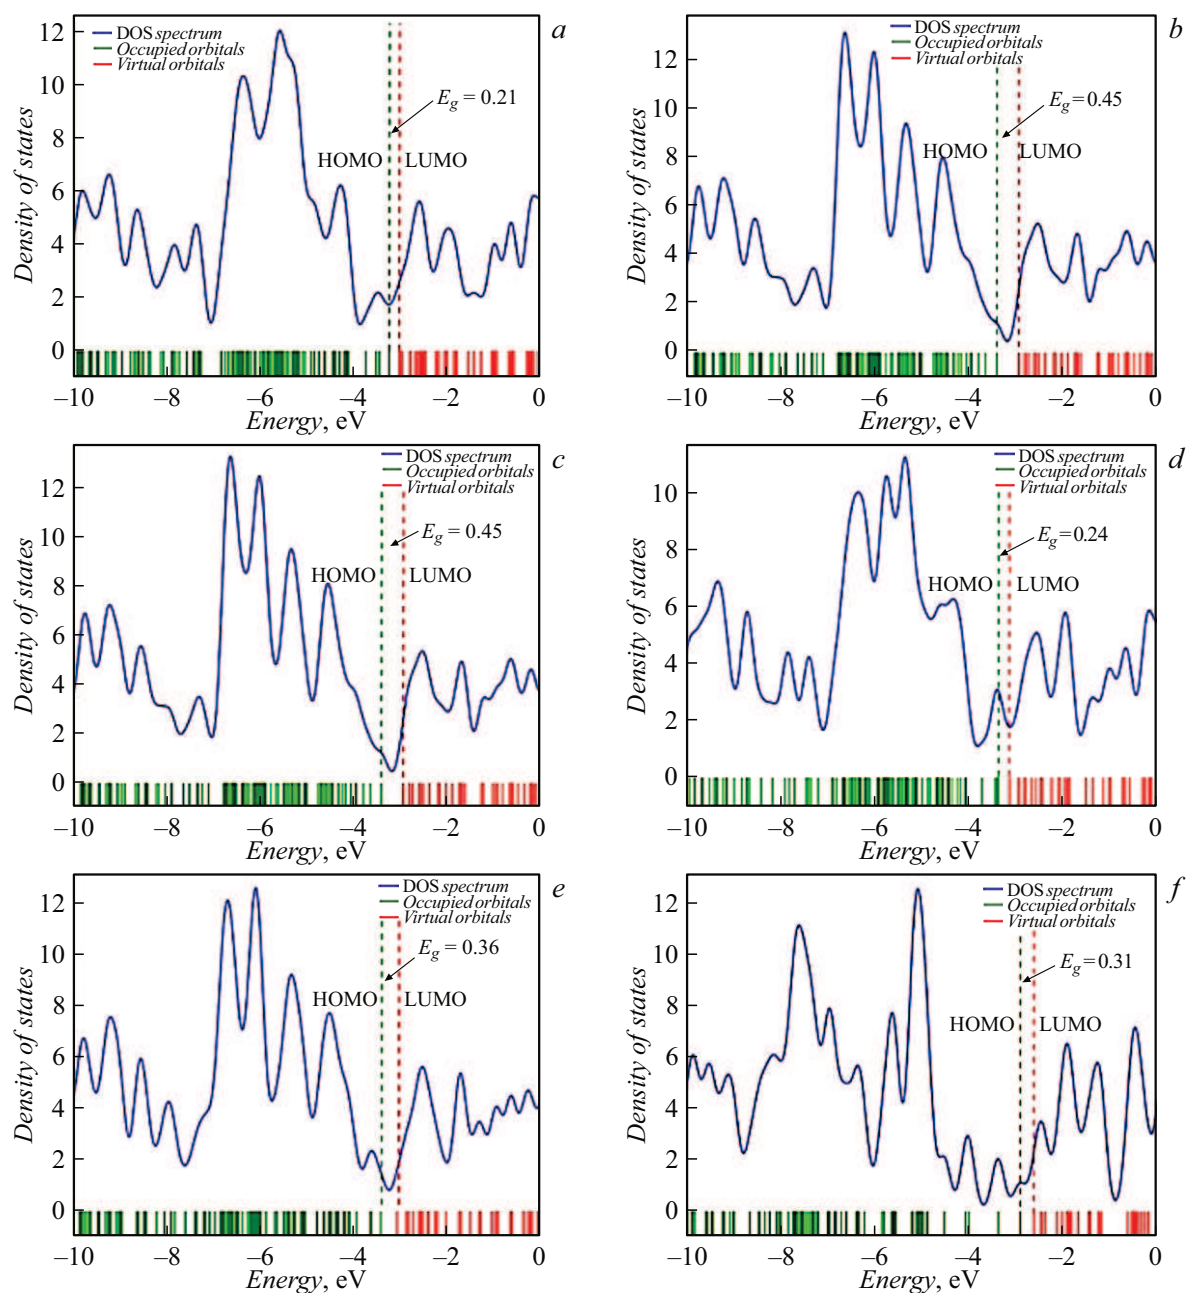 a
DOS spectrum
Occupied orbitals
Virtual orbitals
E_g = 0.21
HOMO LUMO
Density of states
12
10
8
6
4
2
0
–10 –8 –6 –4 –2 0
Energy, eV
b
DOS spectrum
Occupied orbitals
Virtual orbitals
E_g = 0.45
HOMO LUMO
Density of states
12
10
8
6
4
2
0
–10 –8 –6 –4 –2 0
Energy, eV
c
DOS spectrum
Occupied orbitals
Virtual orbitals
E_g = 0.45
HOMO LUMO
Density of states
12
10
8
6
4
2
0
–10 –8 –6 –4 –2 0
Energy, eV
d
DOS spectrum
Occupied orbitals
Virtual orbitals
E_g = 0.24
HOMO LUMO
Density of states
10
8
6
4
2
0
–10 –8 –6 –4 –2 0
Energy, eV
e
DOS spectrum
Occupied orbitals
Virtual orbitals
E_g = 0.36
HOMO LUMO
Density of states
12
10
8
6
4
2
0
–10 –8 –6 –4 –2 0
Energy, eV
f
DOS spectrum
Occupied orbitals
Virtual orbitals
E_g = 0.31
HOMO LUMO
Density of states
12
10
8
6
4
2
0
–10 –8 –6 –4 –2 0
Energy, eV